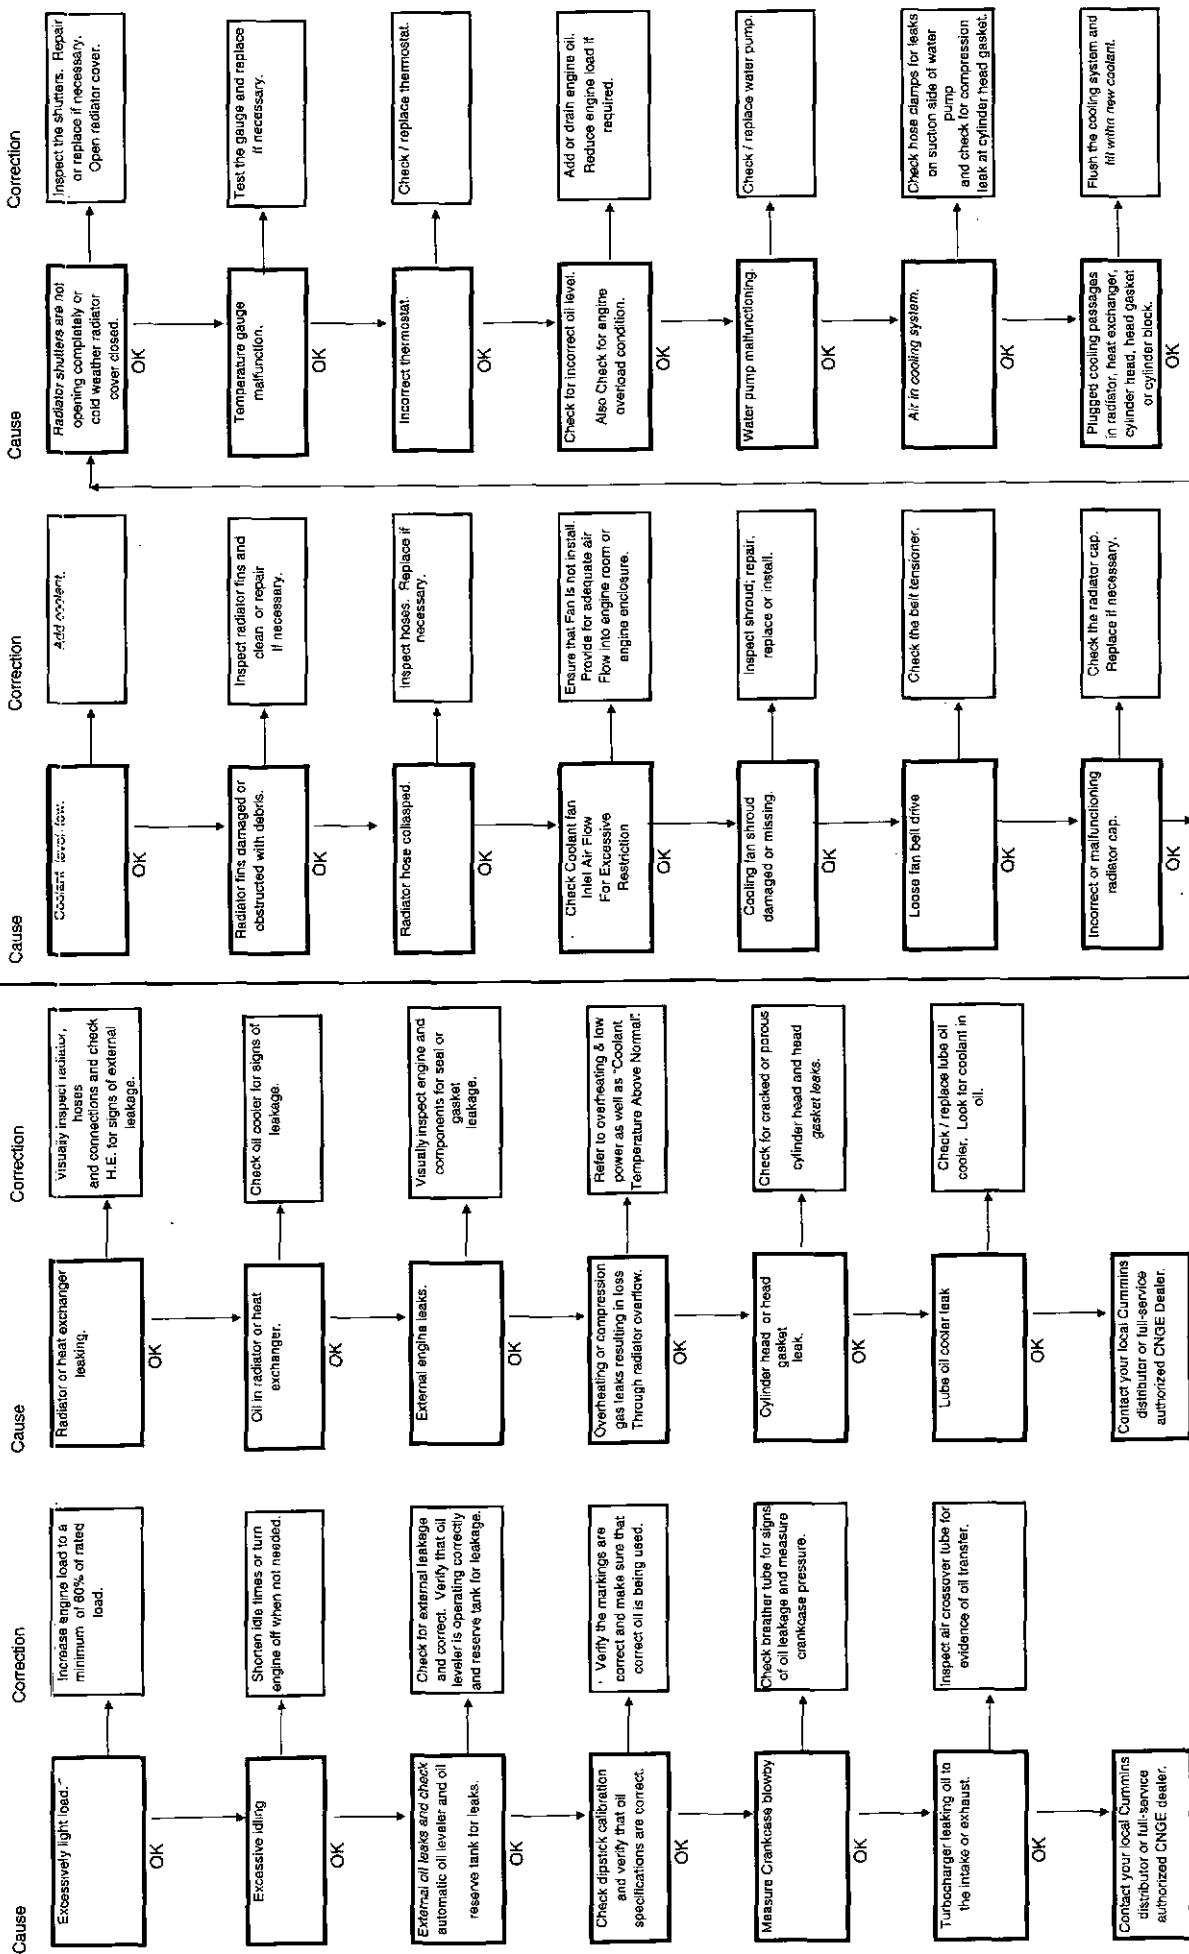 Cause
Correction
Excessively light load.
Increase engine load to a
minimum of 60% of rated
load.
OK
Excessive idling
Shorten idle times or turn
engine off when not needed.
OK
External oil leaks and check
automatic oil leveler and oil
reserve tank for leaks.
Check for external leakage
and correct. Verify that oil
leveler is operating correctly
and reserve tank for leakage.
OK
Check dipstick calibration
and verify that oil
specifications are correct.
Verify the markings are
correct and make sure that
correct oil is being used.
OK
Measure Crankcase blowby
Check breather tube for signs
of oil leakage and measure
crankcase pressure.
OK
Turbocharger leaking oil to
the intake or exhaust.
Inspect air crossover tube for
evidence of oil transfer.
OK
Contact your local Cummins
distributor or full-service
authorized CNGE dealer.
Cause
Correction
Radiator or heat exchanger
leaking.
Visually inspect radiator,
hoses
and connections and check
H.E. for signs of external
leakage.
OK
Oil in radiator or heat
exchanger.
Check oil cooler for signs of
leakage.
OK
External engine leaks.
Visually inspect engine and
components for seal or
gasket
leakage.
OK
Overheating or compression
gas leaks resulting in loss
Through radiator overflow.
Refer to overheating & low
power as well as "Coolant
Temperature Above Normal".
OK
Cylinder head or head
gasket
leak.
Check for cracked or porous
cylinder head and head
gasket leaks.
OK
Lube oil cooler leak
Check / replace lube oil
cooler. Look for coolant in
oil.
OK
Contact your local Cummins
distributor or full-service
authorized CNGE Dealer.
Cause
Correction
Coolant level low.
Add coolant.
OK
Radiator fins damaged or
obstructed with debris.
Inspect radiator fins and
clean or repair
If necessary.
OK
Radiator hose collasped.
Inspect hoses. Replace if
necessary.
OK
Check Coolant fan
Inlet Air Flow
For Excessive
Restriction
Ensure that Fan Is not install.
Provide for adequate air
Flow into engine room or
engine enclosure.
OK
Cooling fan shroud
damaged or missing.
Inspect shroud; repair,
replace or install.
OK
Loose fan belt drive
Check the belt tensioner.
OK
Incorrect or malfunctioning
radiator cap.
Check the radiator cap.
Replace if necessary.
OK
Cause
Correction
Radiator shutters are not
opening completely or
cold weather radiator
cover closed.
Inspect the shutters. Repair
or replace if necessary.
Open radiator cover.
OK
Temperature gauge
malfunction.
Test the gauge and replace
if necessary.
OK
Incorrect thermostat.
Check / replace thermostat.
OK
Check for incorrect oil level.
Also Check for engine
overload condition.
Add or drain engine oil.
Reduce engine load if
required.
OK
Water pump malfunctioning.
Check / replace water pump.
OK
Air in cooling system.
Check hose clamps for leaks
on suction side of water
pump
and check for compression
leak at cylinder head gasket.
OK
Plugged cooling passages
in radiator, heat exchanger,
cylinder head, head gasket
or cylinder block.
Flush the cooling system and
fill within new coolant.
OK